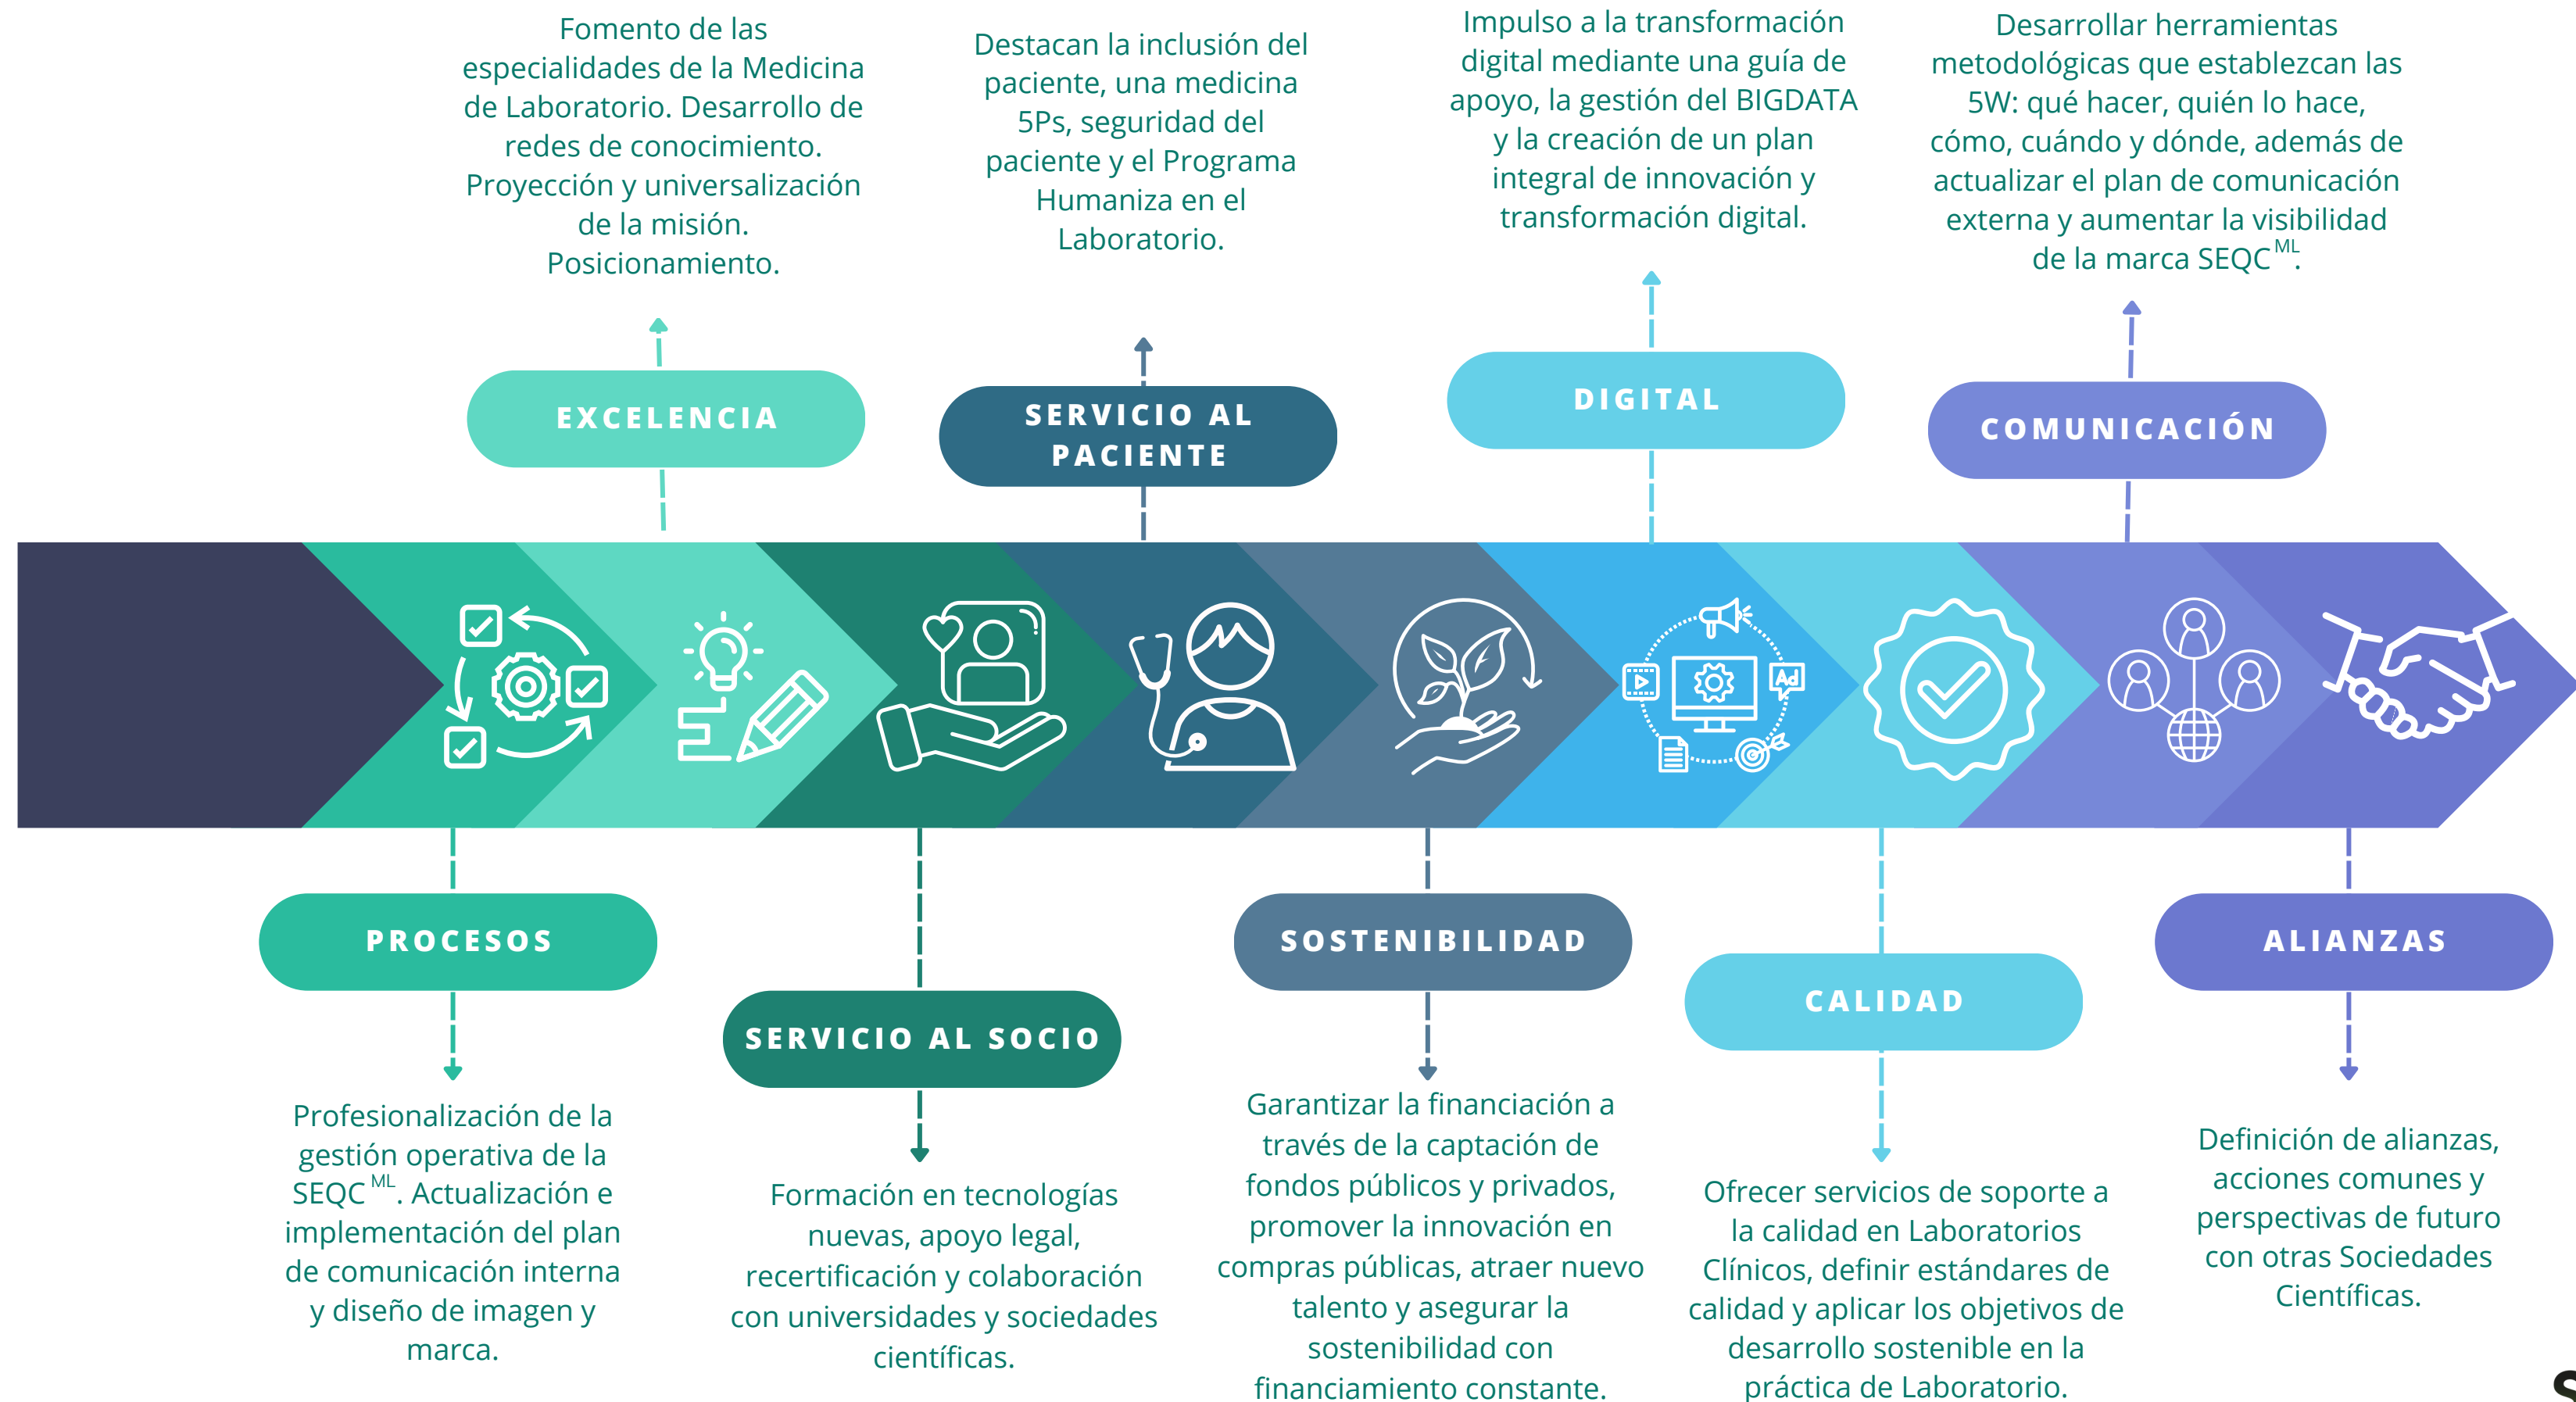 Fomento de las
especialidades de la Medicina
de Laboratorio. Desarrollo de
redes de conocimiento.
Proyección y universalización
de la misión.
Posicionamiento.
EXCELENCIA
Destacan la inclusión del
paciente, una medicina
5Ps, seguridad del
paciente y el Programa
Humaniza en el
Laboratorio.
SERVICIO AL
PACIENTE
Impulso a la transformación
digital mediante una guía de
apoyo, la gestión del BIGDATA
y la creación de un plan
integral de innovación y
transformación digital.
DIGITAL
Desarrollar herramientas
metodológicas que establezcan las
5W: qué hacer, quién lo hace,
cómo, cuándo y dónde, además de
actualizar el plan de comunicación
externa y aumentar la visibilidad
de la marca SEQC ML.
COMUNICACIÓN
Ad
PROCESOS
Profesionalización de la
gestión operativa de la
SEQC ML. Actualización e
implementación del plan
de comunicación interna
y diseño de imagen y
marca.
SERVICIO AL SOCIO
Formación en tecnologías
nuevas, apoyo legal,
recertificación y colaboración
con universidades y sociedades
científicas.
SOSTENIBILIDAD
Garantizar la financiación a
través de la captación de
fondos públicos y privados,
promover la innovación en
compras públicas, atraer nuevo
talento y asegurar la
sostenibilidad con
financiamiento constante.
CALIDAD
Ofrecer servicios de soporte a
la calidad en Laboratorios
Clínicos, definir estándares de
calidad y aplicar los objetivos de
desarrollo sostenible en la
práctica de Laboratorio.
ALIANZAS
Definición de alianzas,
acciones comunes y
perspectivas de futuro
con otras Sociedades
Científicas.